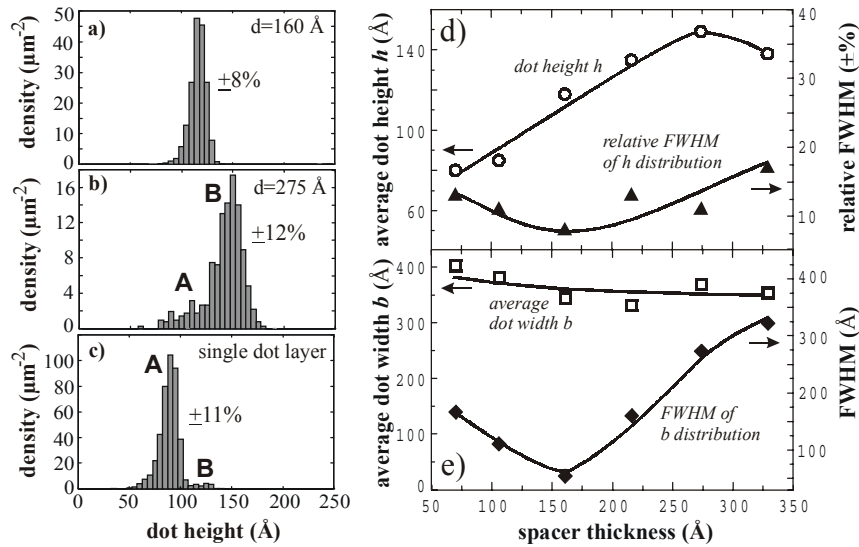 a)
d=160 Å
±8%
density (µm⁻²)
50
40
30
20
10
0
b)
d=275 Å
B
A
±12%
density (µm⁻²)
16
12
8
4
0
c)
single dot layer
A
B
±11%
density (µm⁻²)
100
80
60
40
20
0
0 50 100 150 200 250
dot height (Å)
d)
dot height h
relative FWHM
of h distribution
average dot height h (Å)
140
100
60
relative FWHM (±%)
40
30
20
10
average
dot width b
FWHM of
b distribution
e)
average dot width b (Å)
400
300
200
100
0
FWHM (Å)
400
300
200
100
50 100 150 200 250 300 350
spacer thickness (Å)